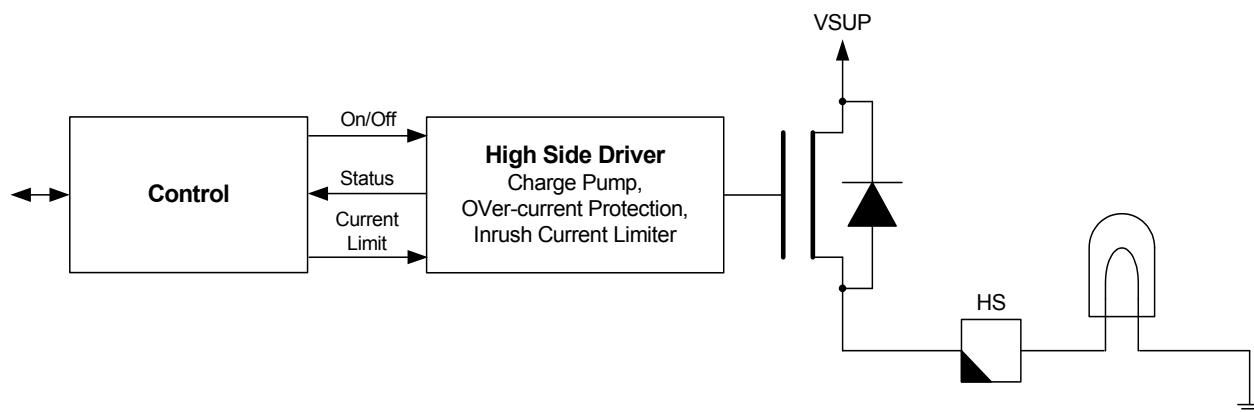 VSUP
On/Off
High Side Driver
Charge Pump,
OVer-current Protection,
Inrush Current Limiter
Control
Status
Current
Limit
HS